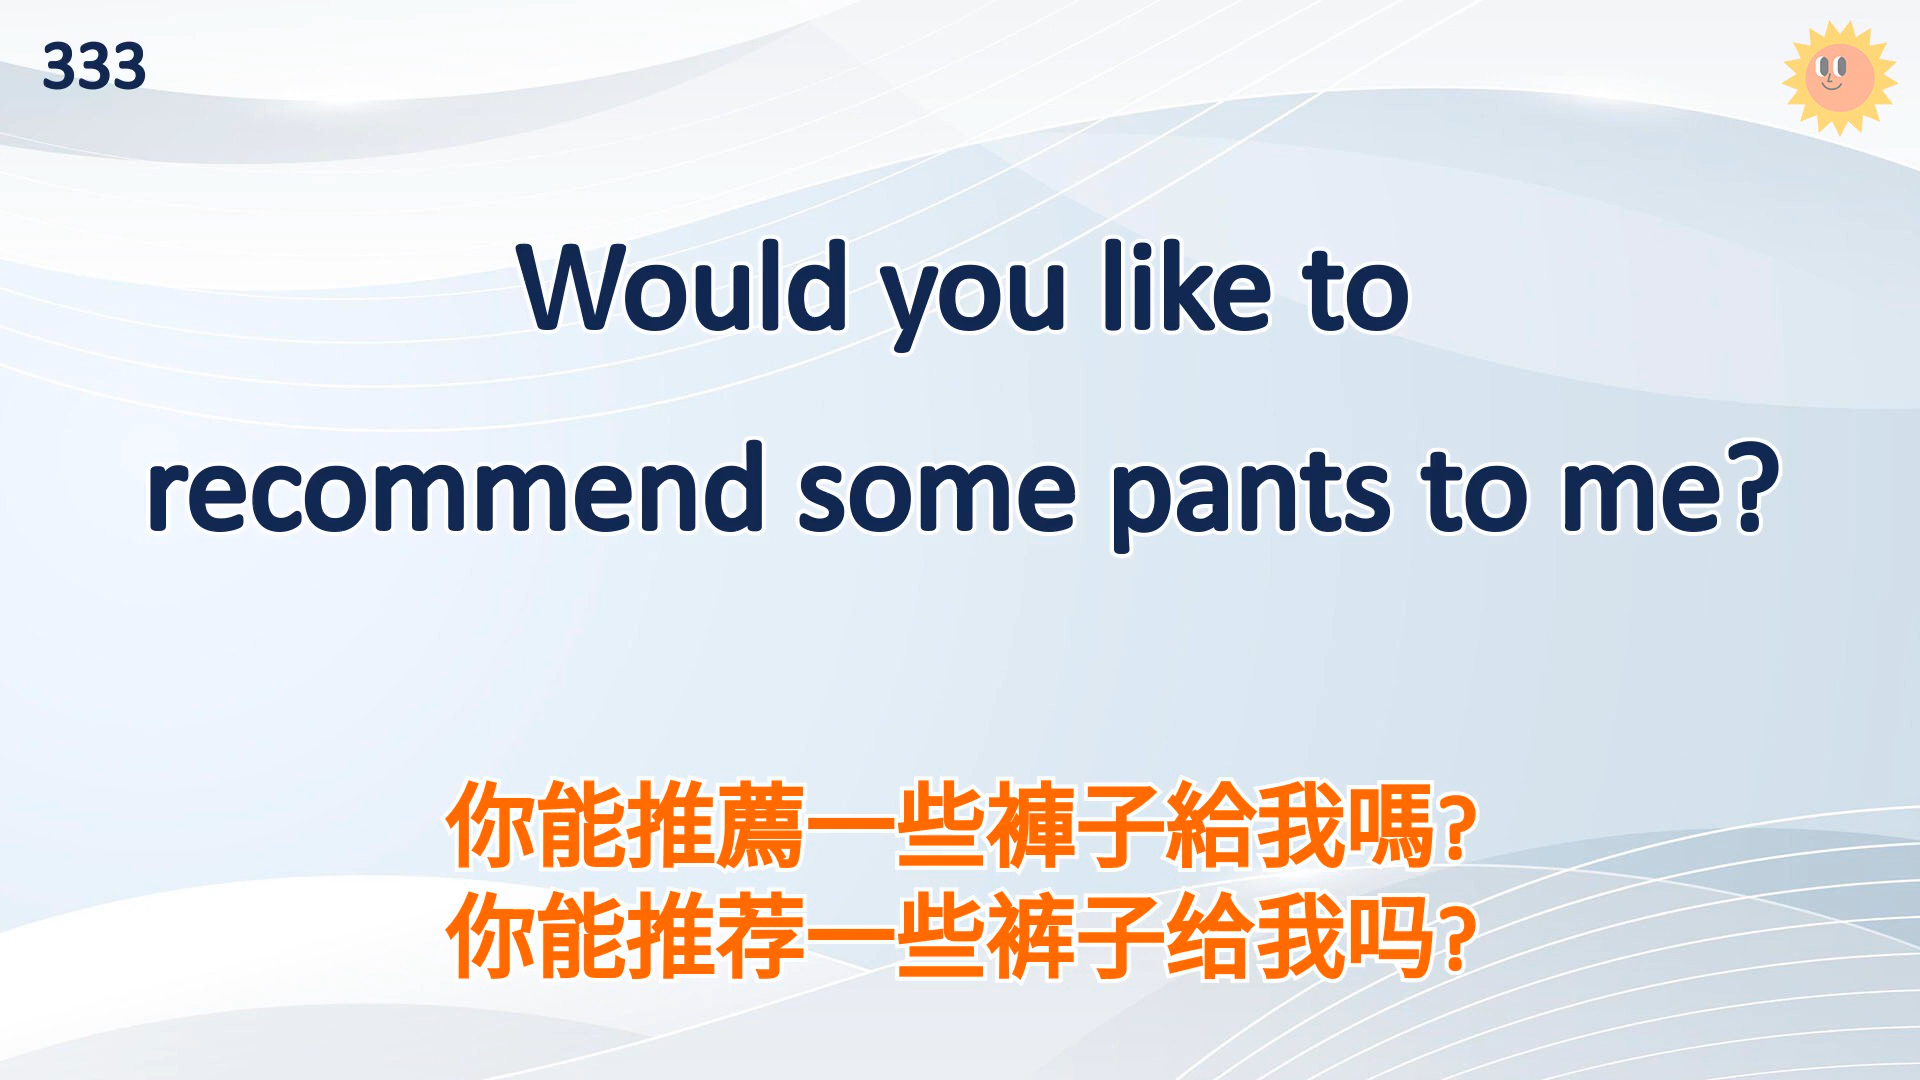 333
Would you like to
recommend some pants to me?
你能推薦一些褲子給我嗎?
你能推荐一些裤子给我吗?